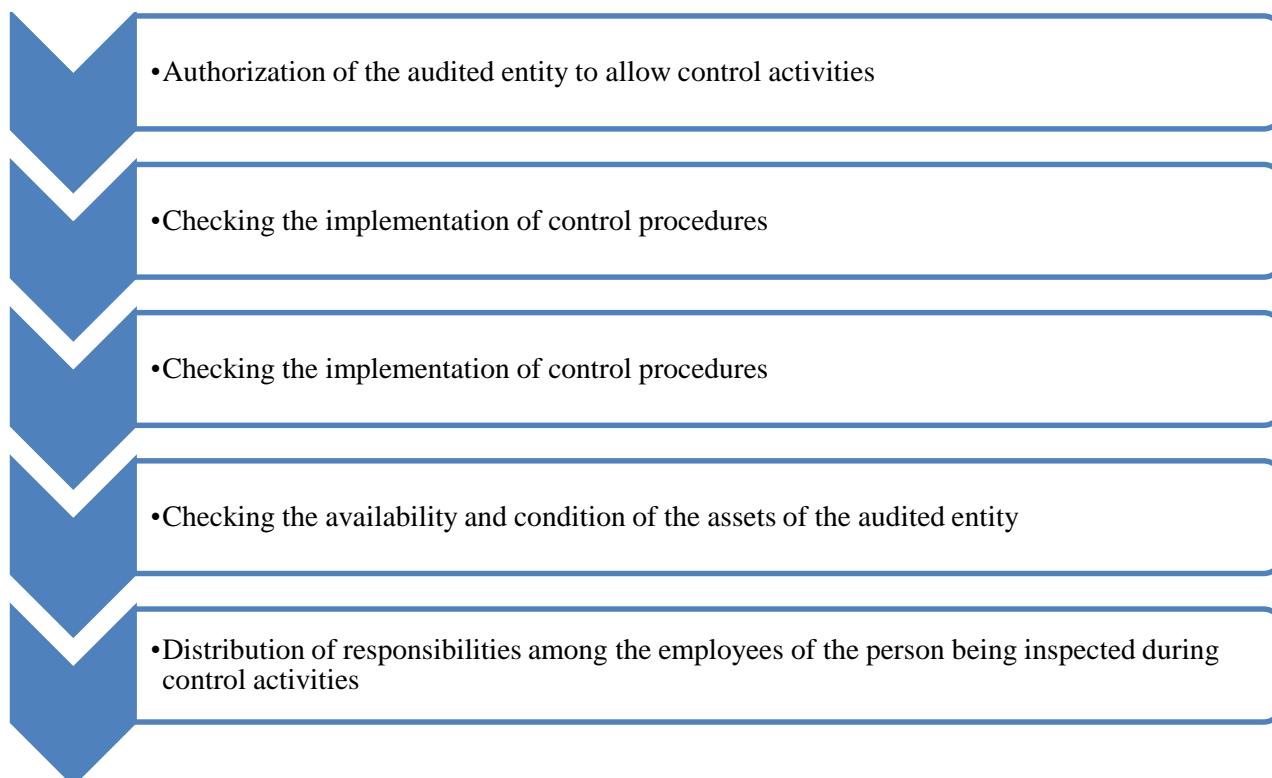 •Authorization of the audited entity to allow control activities
•Checking the implementation of control procedures
•Checking the implementation of control procedures
•Checking the availability and condition of the assets of the audited entity
•Distribution of responsibilities among the employees of the person being inspected during
control activities